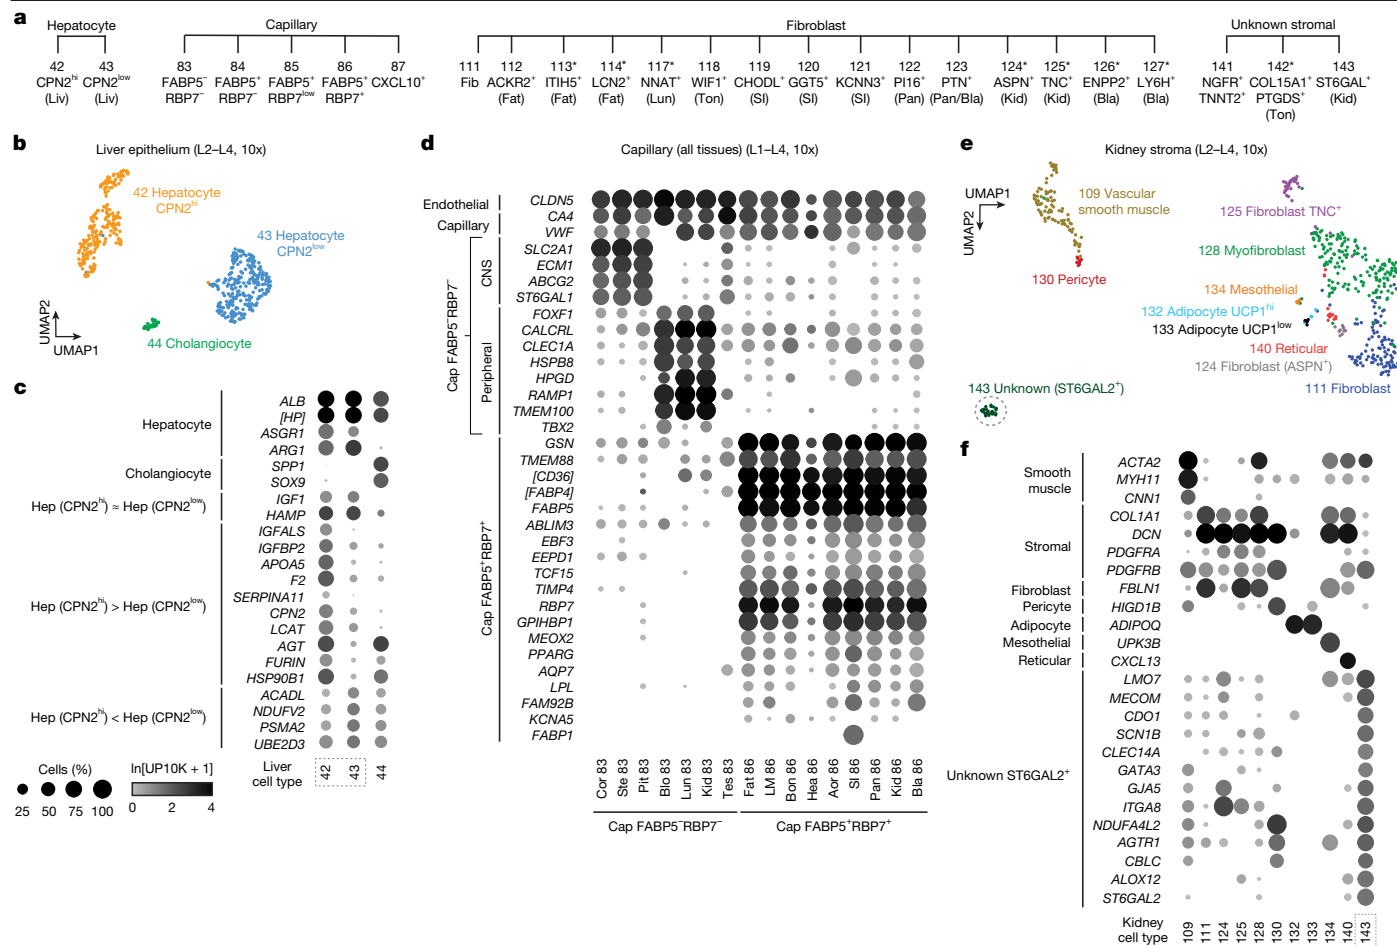 a
Hepatocyte
42 43
CPN2hi CPN2low
(Liv) (Liv)
Capillary
83 84 85 86 87
FABP5− FABP5+ FABP5+ FABP5+ CXCL10+
RBP7− RBP7− RBP7low RBP7+
Fibroblast
111 112 113* 114* 117* 118* 119 120* 121 122 123 124* 125* 126* 127*
Fib ACKR2+ ITIH5+ LCN2+ NNAT+ WIF1+ CHODL+ GGT5+ KCNN3+ PI16+ PTN+ ASPN+ TNC+ ENPP2+ LY6H+
(Fat) (Fat) (Fat) (Lun) (Ton) (SI) (SI) (SI) (Pan) (Pan/Bla) (Kid) (Kid) (Bla) (Bla)
Unknown stromal
141 142* 143
NGFR+ COL15A1+ ST6GAL+
TNNT2+ PTGDS+ (Kid)
(Ton)
b
Liver epithelium (L2–L4, 10x)
42 Hepatocyte
CPN2hi
43 Hepatocyte
CPN2low
44 Cholangiocyte
UMAP2
UMAP1
c
Hepatocyte
ALB
[HP]
ASGR1
ARG1
Cholangiocyte
SPP1
SOX9
Hep (CPN2hi) ≈ Hep (CPN2low)
IGF1
HAMP
Hep (CPN2hi) > Hep (CPN2low)
IGFALS
IGFBP2
APOA5
F2
SERPINA11
CPN2
LCAT
AGT
FURIN
HSP90B1
Hep (CPN2hi) < Hep (CPN2low)
ACADL
NDUFV2
PSMA2
UBE2D3
Liver
cell type
42 43 44
Cells (%)
25 50 75 100
ln[UP10K + 1]
0 2 4
d
Capillary (all tissues) (L1–L4, 10x)
Endothelial
CLDN5
Capillary
CA4
VWF
Cap FABP5−RBP7−
CNS
SLC2A1
ECM1
ABCG2
ST6GAL1
Peripheral
FOXF1
CALCRL
CLEC1A
HSPB8
HPGD
RAMP1
TMEM100
TBX2
Cap FABP5+RBP7+
GSN
TMEM88
[CD36]
[FABP4]
FABP5
ABLIM3
EBF3
EEPD1
TCF15
TIMP4
RBP7
GPIHBP1
MEOX2
PPARG
AQP7
LPL
FAM92B
KCNA5
FABP1
Cor 83 Ste 83 Pit 83 Blo 83 Lun 83 Kid 83 Tes 83 Fat 86 LM 86 Bon 86 Hea 86 Aor 86 SI 86 Pan 86 Kid 86 Bla 86
Cap FABP5−RBP7− Cap FABP5+RBP7+
e
Kidney stroma (L2–L4, 10x)
UMAP1
UMAP2
109 Vascular
smooth muscle
130 Pericyte
125 Fibroblast TNC+
128 Myofibroblast
134 Mesothelial
132 Adipocyte UCP1hi
133 Adipocyte UCP1low
140 Reticular
124 Fibroblast (ASPN+)
111 Fibroblast
143 Unknown (ST6GAL2+)
f
Smooth
muscle
ACTA2
MYH11
CNN1
Stromal
COL1A1
DCN
PDGFRA
PDGFRB
Fibroblast
FBLN1
Pericyte
HIGD1B
Adipocyte
ADIPOQ
Mesothelial
UPK3B
Reticular
CXCL13
Unknown ST6GAL2+
LMO7
MECOM
CDO1
SCN1B
CLEC14A
GATA3
GJA5
ITGA8
NDUFA4L2
AGTR1
CBLC
ALOX12
ST6GAL2
Kidney
cell type
109 111 124 125 128 130 132 133 134 140 143